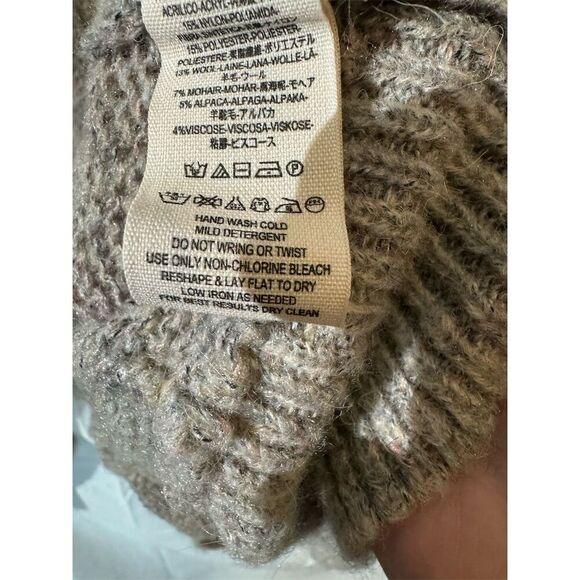 ACRILICO-ACRYL-
15% NYLON-POLIAMIDA
15% POLYESTER-POLIESTER-
POLIESTERE-聚酯纖維-ポリエステル
13% WOOL-LAINE-LANA-WOLLE-LÃ-
羊毛-ウール
7% MOHAIR-MOHAR-馬海呢-モヘア
5% ALPACA-ALPAGA-ALPAKA-
羊駝毛-アルパカ
4%VISCOSE-VISCOSA-VISKOSE-
粘膠-ビスコース
HAND WASH COLD
MILD DETERGENT
DO NOT WRING OR TWIST
USE ONLY NON-CHLORINE BLEACH
RESHAPE & LAY FLAT TO DRY
LOW IRON AS NEEDED
FOR BEST RESULTS DRY CLEAN